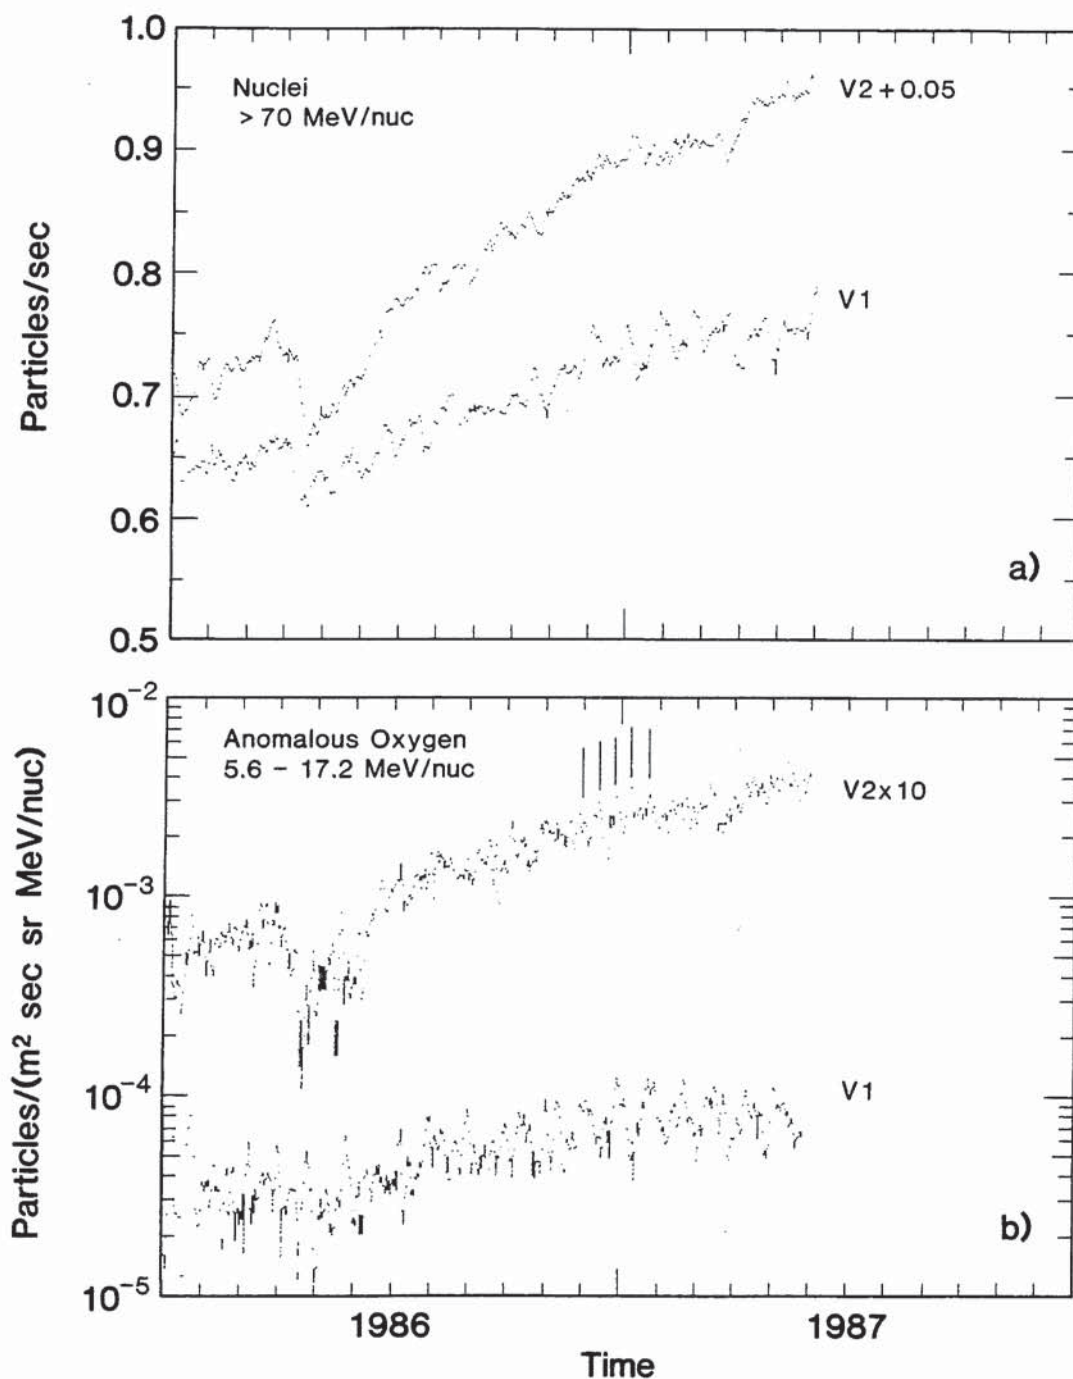 1.0
Nuclei
> 70 MeV/nuc
V2 + 0.05
0.9
0.8
V1
0.7
0.6
a)
0.5
Particles/sec
10⁻²
Anomalous Oxygen
5.6 – 17.2 MeV/nuc
V2x10
10⁻³
10⁻⁴
V1
b)
10⁻⁵
Particles/(m² sec sr MeV/nuc)
1986
1987
Time